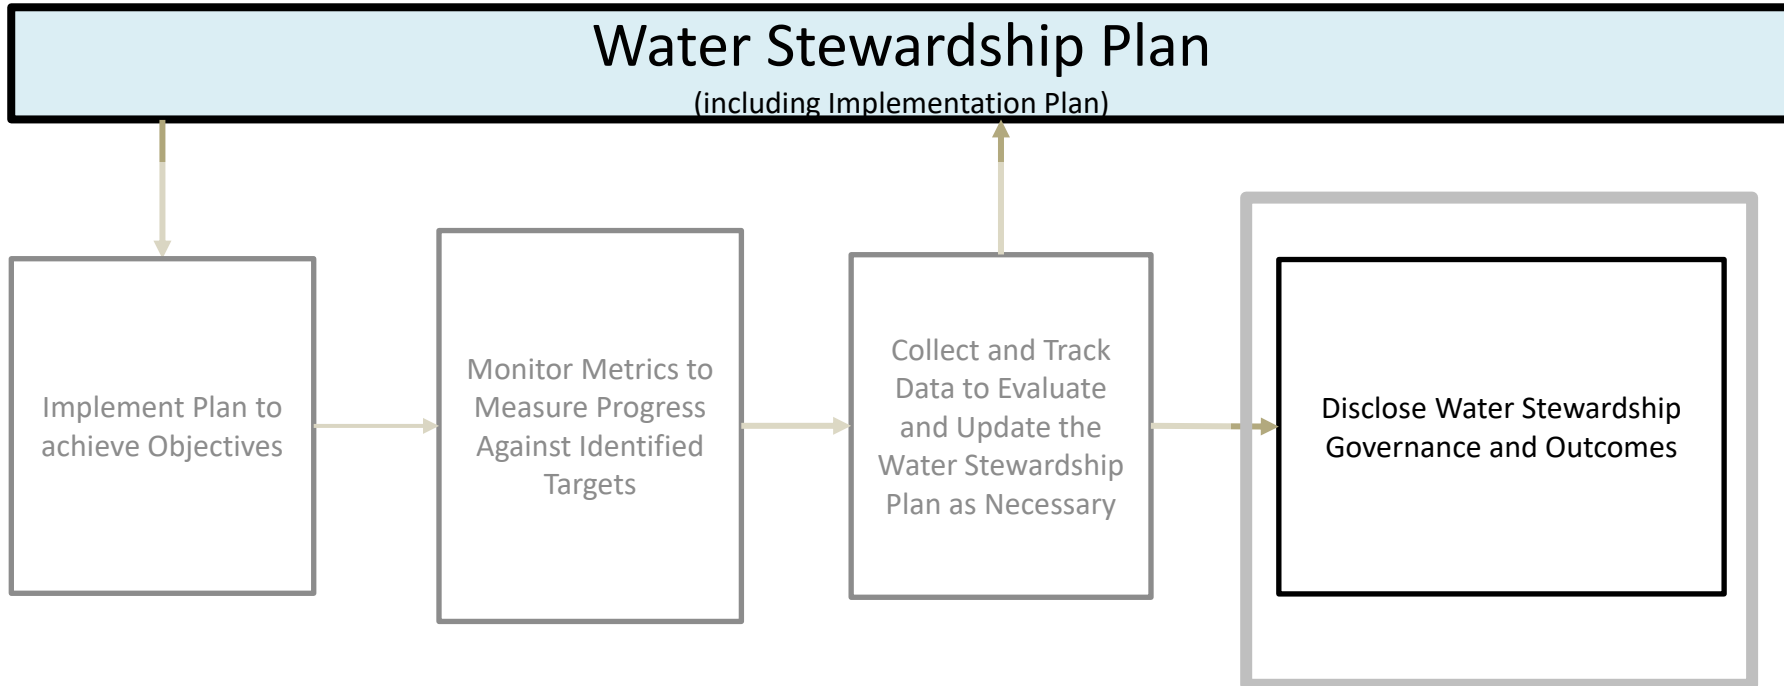 Water Stewardship Plan
(including Implementation Plan)
Implement Plan to
achieve Objectives
Monitor Metrics to
Measure Progress
Against Identified
Targets
Collect and Track
Data to Evaluate
and Update the
Water Stewardship
Plan as Necessary
Disclose Water Stewardship
Governance and Outcomes